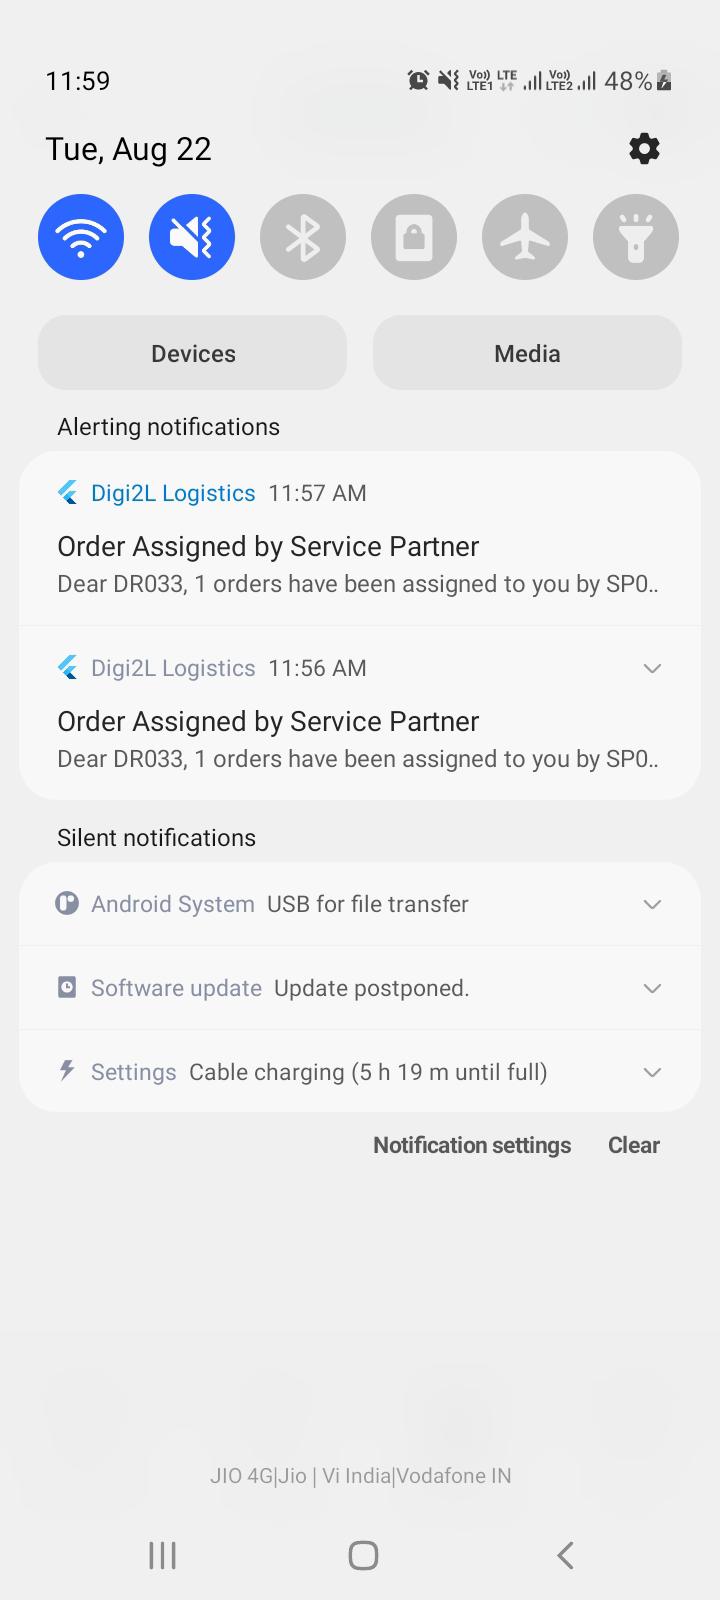 11:59
Vo)) LTE1 LTE Vo)) LTE2 48%
Tue, Aug 22
Devices
Media
Alerting notifications
Digi2L Logistics 11:57 AM
Order Assigned by Service Partner
Dear DR033, 1 orders have been assigned to you by SP0..
Digi2L Logistics 11:56 AM
Order Assigned by Service Partner
Dear DR033, 1 orders have been assigned to you by SP0..
Silent notifications
Android System USB for file transfer
Software update Update postponed.
Settings Cable charging (5 h 19 m until full)
Notification settings Clear
JIO 4G|Jio | Vi India|Vodafone IN